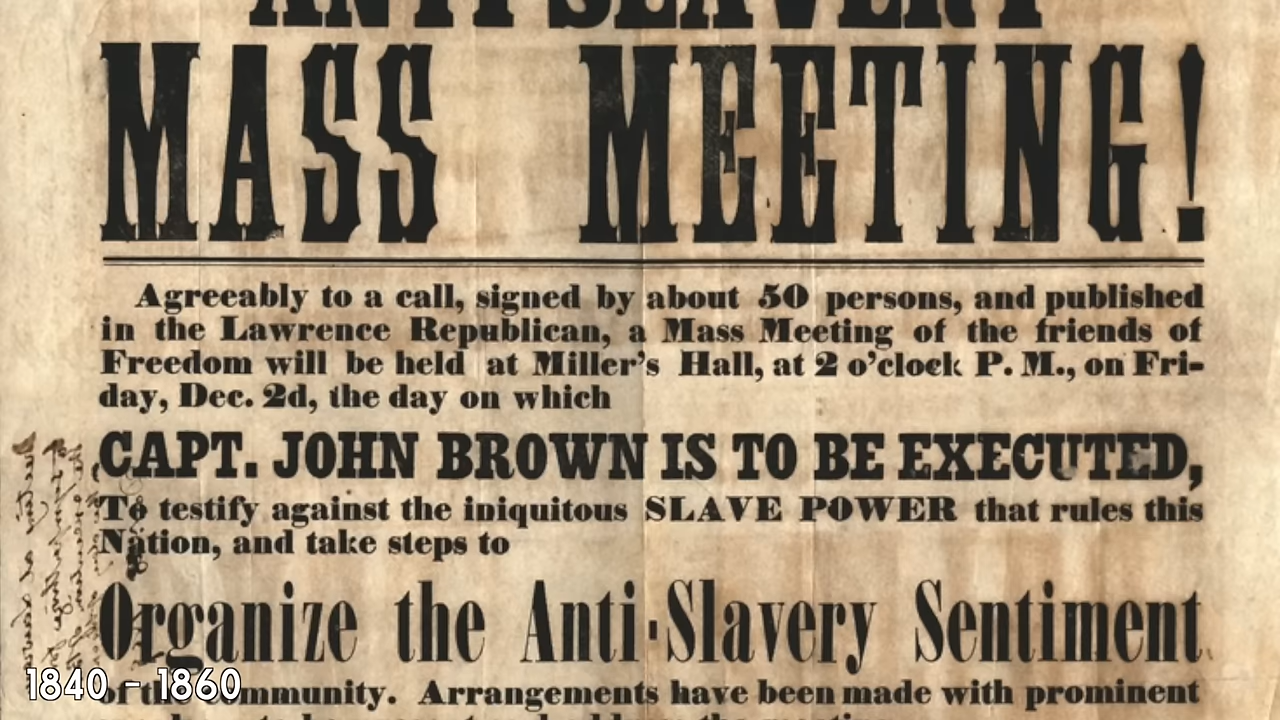 ANTI-SLAVERY
MASS MEETING!
Agreeably to a call, signed by about 50 persons, and published
in the Lawrence Republican, a Mass Meeting of the friends of
Freedom will be held at Miller's Hall, at 2 o'clock P. M., on Fri-
day, Dec. 2d, the day on which
CAPT. JOHN BROWN IS TO BE EXECUTED,
To testify against the iniquitous SLAVE POWER that rules this
Nation, and take steps to
Organize the Anti-Slavery Sentiment
of the community. Arrangements have been made with prominent
1840 - 1860